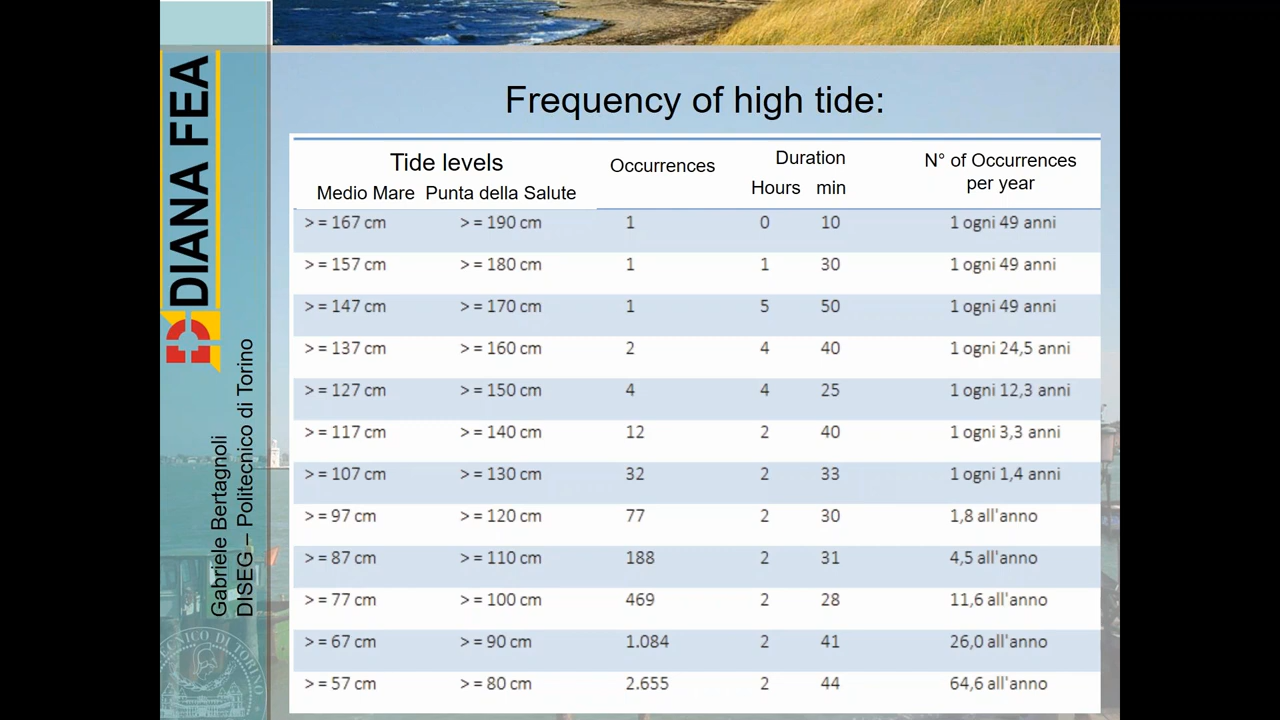 DIANA FEA
Gabriele Bertagnoli
DISEG – Politecnico di Torino
Frequency of high tide:
Tide levels Occurrences Duration N° of Occurrences per year
Medio Mare Punta della Salute Hours min
> = 167 cm > = 190 cm 1 0 10 1 ogni 49 anni
> = 157 cm > = 180 cm 1 1 30 1 ogni 49 anni
> = 147 cm > = 170 cm 1 5 50 1 ogni 49 anni
> = 137 cm > = 160 cm 2 4 40 1 ogni 24,5 anni
> = 127 cm > = 150 cm 4 4 25 1 ogni 12,3 anni
> = 117 cm > = 140 cm 12 2 40 1 ogni 3,3 anni
> = 107 cm > = 130 cm 32 2 33 1 ogni 1,4 anni
> = 97 cm > = 120 cm 77 2 30 1,8 all'anno
> = 87 cm > = 110 cm 188 2 31 4,5 all'anno
> = 77 cm > = 100 cm 469 2 28 11,6 all'anno
> = 67 cm > = 90 cm 1.084 2 41 26,0 all'anno
> = 57 cm > = 80 cm 2.655 2 44 64,6 all'anno
TECNICO DI TORINO